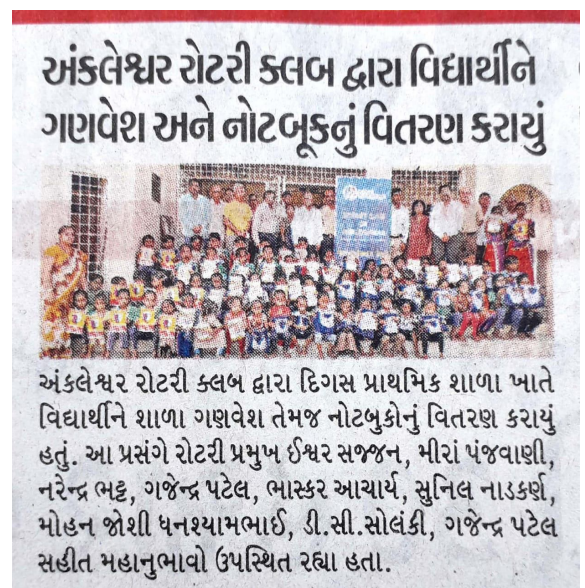 અંકલેશ્વર રોટરી ક્લબ દ્વારા વિદ્યાર્થીને
ગણવેશ અને નોટબૂકનું વિતરણ કરાયું
અંકલેશ્વર રોટરી ક્લબ દ્વારા દિગસ પ્રાથમિક શાળા ખાતે
વિદ્યાર્થીને શાળા ગણવેશ તેમજ નોટબુકોનું વિતરણ કરાયું
હતું. આ પ્રસંગે રોટરી પ્રમુખ ઈશ્વર સજ્જન, મીરાં પંજવાણી,
નરેન્દ્ર ભટ્ટ, ગજેન્દ્ર પટેલ, ભાસ્કર આચાર્ય, સુનિલ નાડકર્ણ,
મોહન જોશી ધનશ્યામભાઈ, ડી.સી.સોલંકી, ગજેન્દ્ર પટેલ
સહીત મહાનુભાવો ઉપસ્થિત રહ્યા હતા.